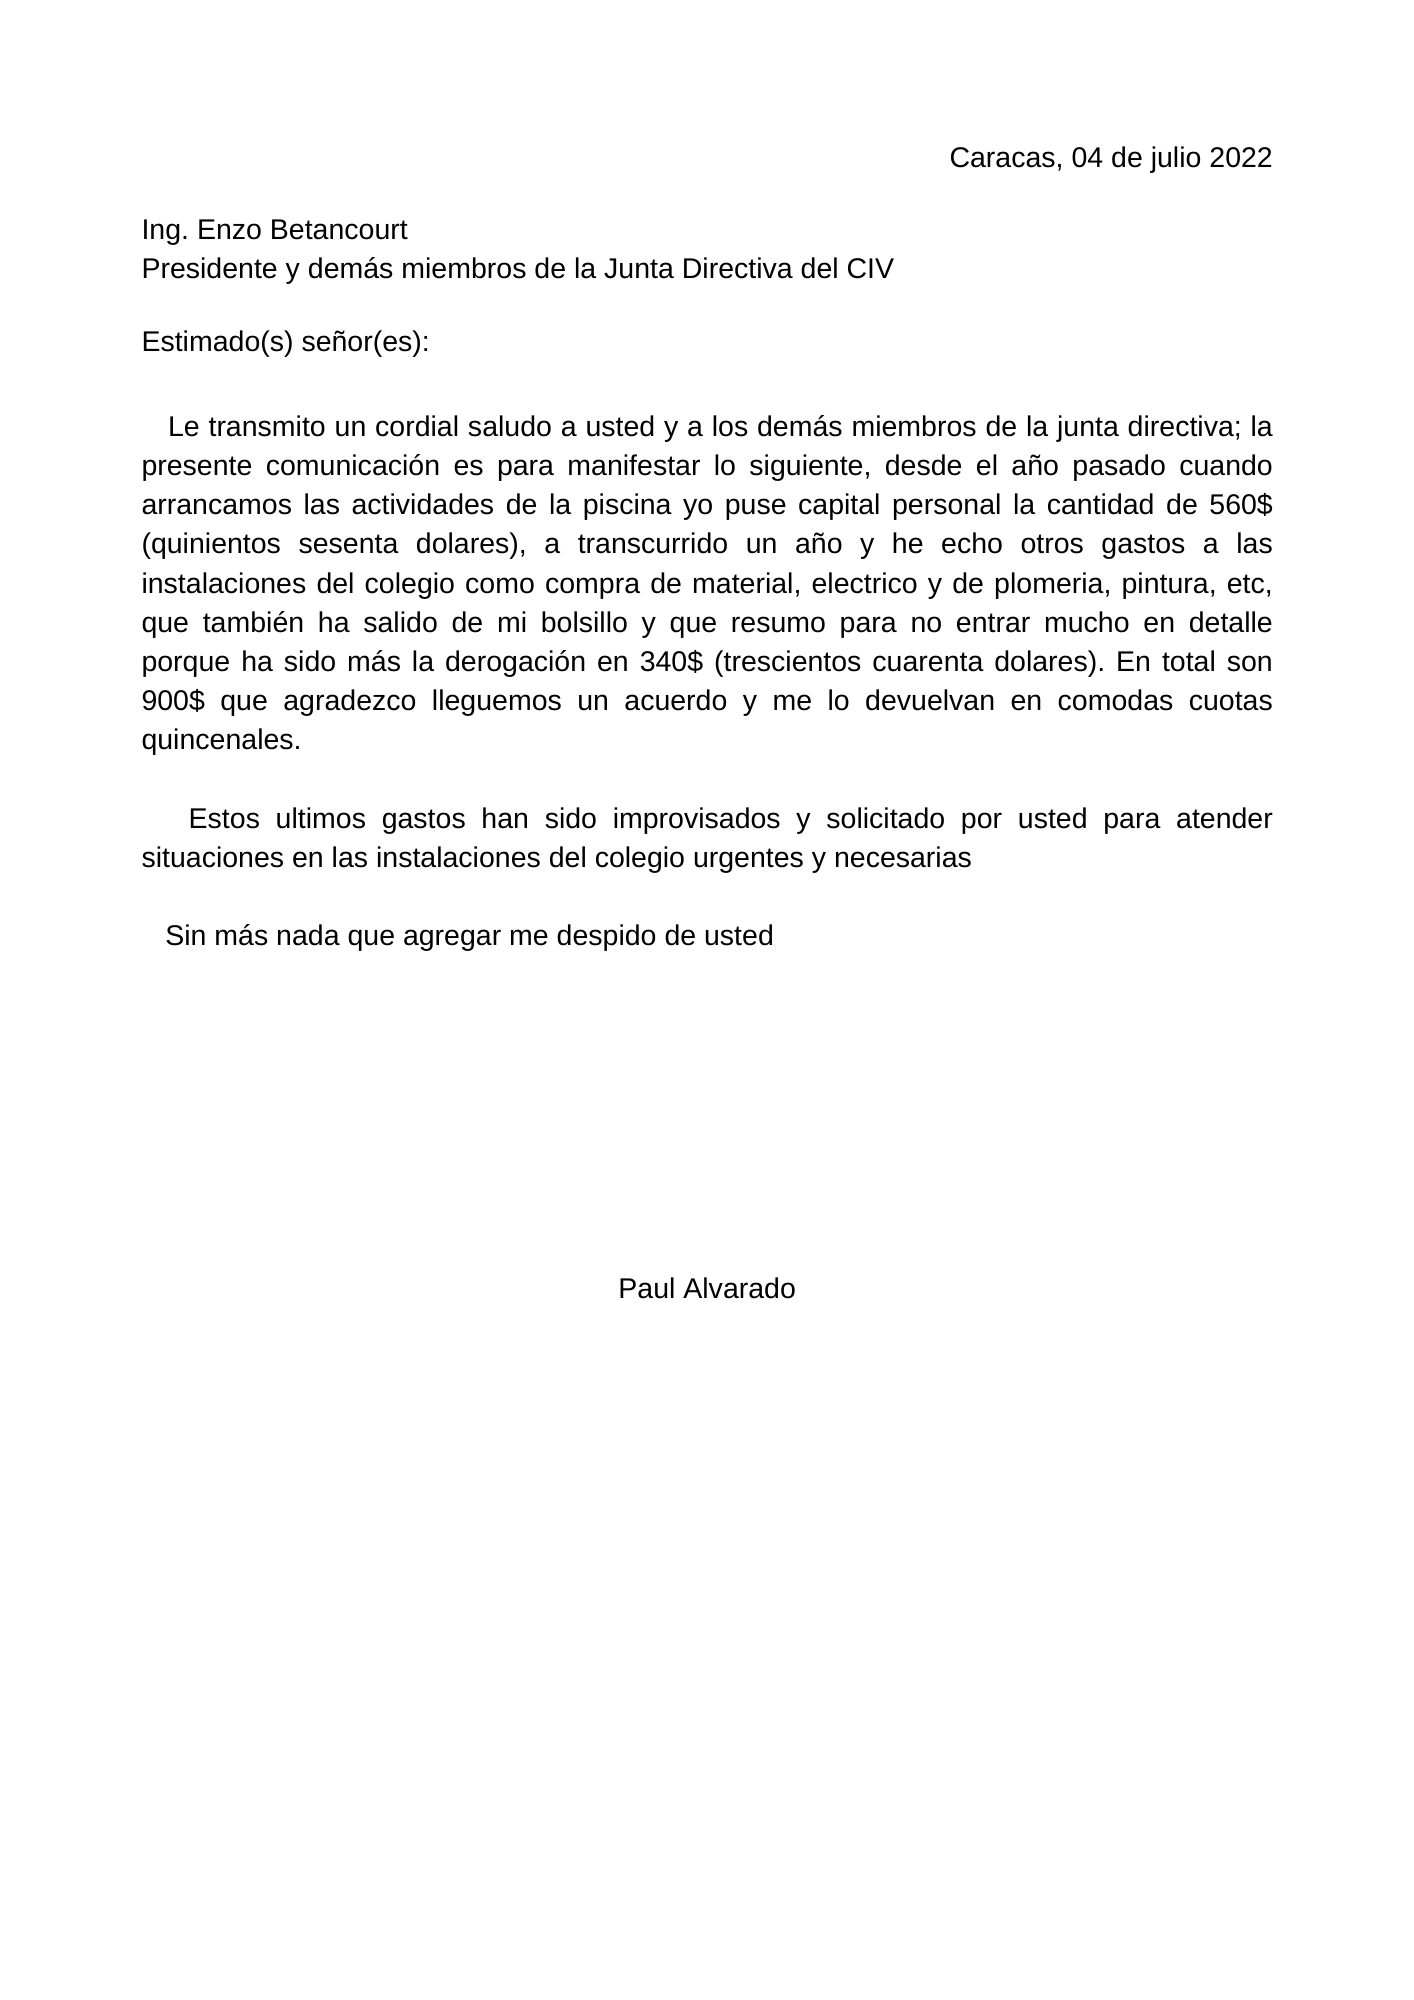 Caracas, 04 de julio 2022
Ing. Enzo Betancourt
Presidente y demás miembros de la Junta Directiva del CIV
Estimado(s) señor(es):
Le transmito un cordial saludo a usted y a los demás miembros de la junta directiva; la
presente comunicación es para manifestar lo siguiente, desde el año pasado cuando
arrancamos las actividades de la piscina yo puse capital personal la cantidad de 560$
(quinientos sesenta dolares), a transcurrido un año y he echo otros gastos a las
instalaciones del colegio como compra de material, electrico y de plomeria, pintura, etc,
que también ha salido de mi bolsillo y que resumo para no entrar mucho en detalle
porque ha sido más la derogación en 340$ (trescientos cuarenta dolares). En total son
900$ que agradezco lleguemos un acuerdo y me lo devuelvan en comodas cuotas
quincenales.
Estos ultimos gastos han sido improvisados y solicitado por usted para atender
situaciones en las instalaciones del colegio urgentes y necesarias
Sin más nada que agregar me despido de usted
Paul Alvarado